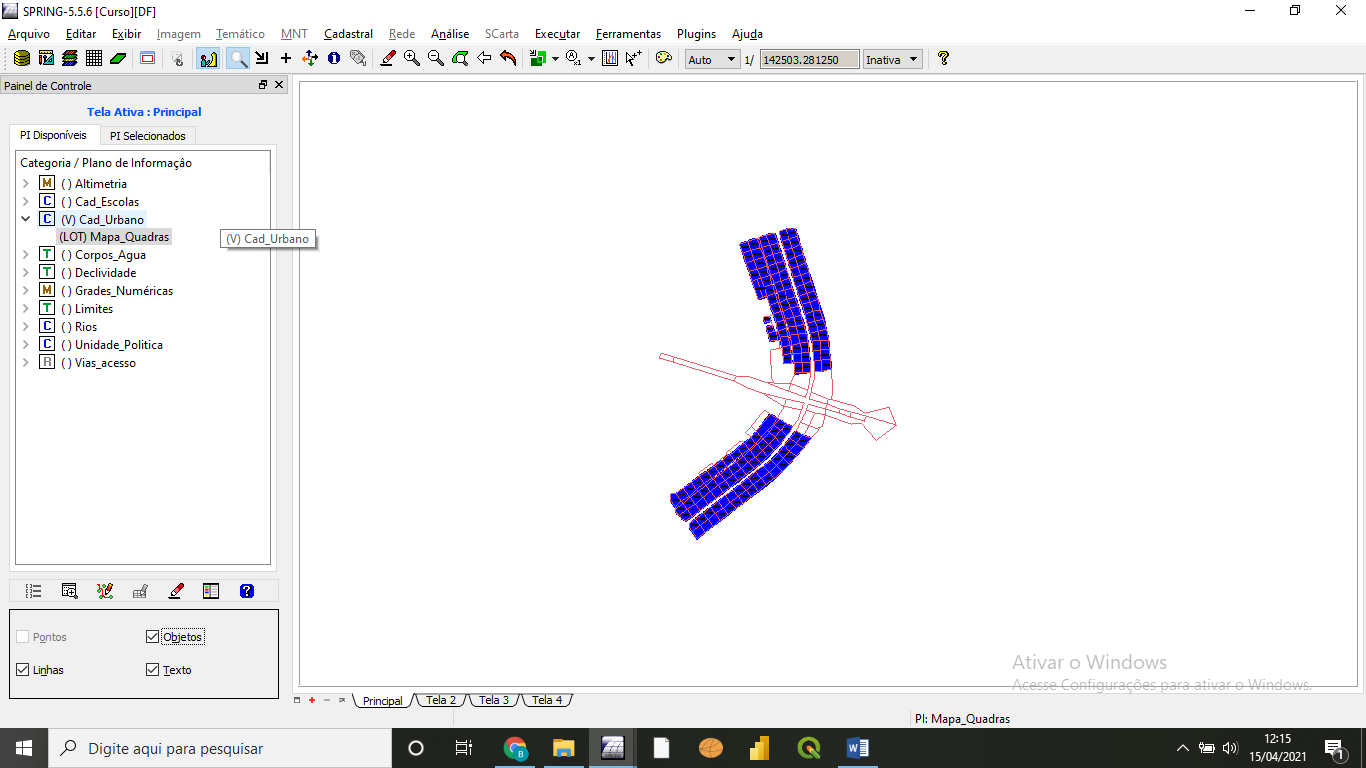 SPRING-5.5.6 [Curso][DF]
Arquivo Editar Exibir Imagem Temático MNT Cadastral Rede Análise SCarta Executar Ferramentas Plugins Ajuda
Auto 1/ 142503.281250 Inativa
Painel de Controle
Tela Ativa : Principal
PI Disponíveis PI Selecionados
Categoria / Plano de Informação
M ( ) Altimetria
C ( ) Cad_Escolas
C (V) Cad_Urbano
(LOT) Mapa_Quadras
(V) Cad_Urbano
T ( ) Corpos_Agua
T ( ) Declividade
M ( ) Grades_Numéricas
T ( ) Limites
C ( ) Rios
C ( ) Unidade_Politica
R ( ) Vias_acesso
Pontos Objetos
Linhas Texto
Ativar o Windows
Acesse Configurações para ativar o Windows.
Principal Tela 2 Tela 3 Tela 4
PI: Mapa_Quadras
Digite aqui para pesquisar
12:15
15/04/2021